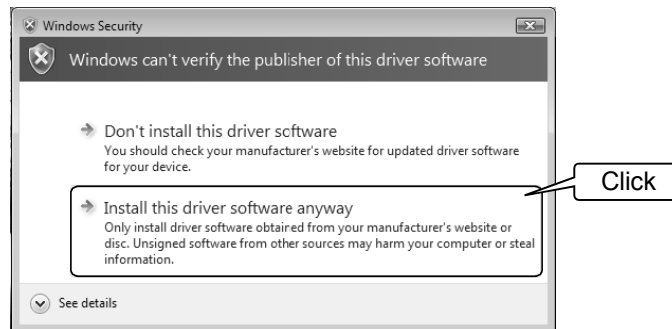 Windows Security
Windows can't verify the publisher of this driver software
Don't install this driver software
You should check your manufacturer's website for updated driver software
for your device.
Click
Install this driver software anyway
Only install driver software obtained from your manufacturer's website or
disc. Unsigned software from other sources may harm your computer or steal
information.
See details